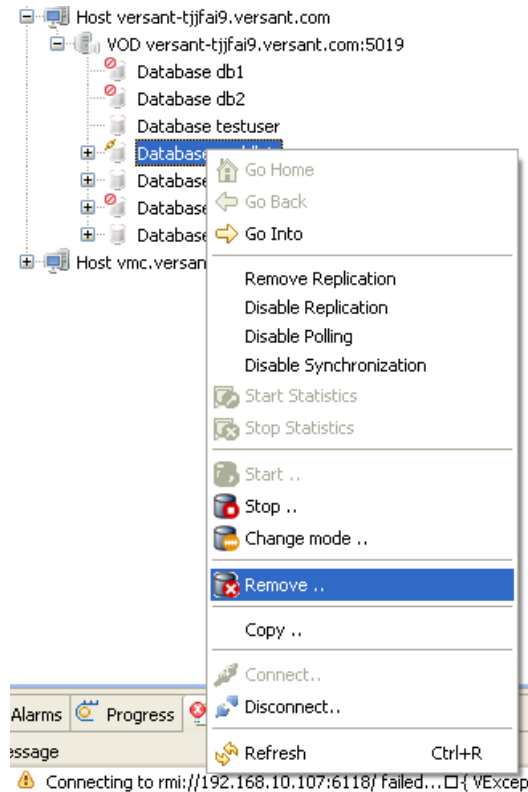 Host versant-tjjfai9.versant.com
VOD versant-tjjfai9.versant.com:5019
Database db1
Database db2
Database testuser
Database
Database
Database
Database
Host vmc.versan
Go Home
Go Back
Go Into
Remove Replication
Disable Replication
Disable Polling
Disable Synchronization
Start Statistics
Stop Statistics
Start ..
Stop ..
Change mode ..
Remove ..
Copy ..
Connect..
Disconnect..
Refresh Ctrl+R
Alarms Progress
essage
Connecting to rmi://192.168.10.107:6118/ failed...□{ VExcep